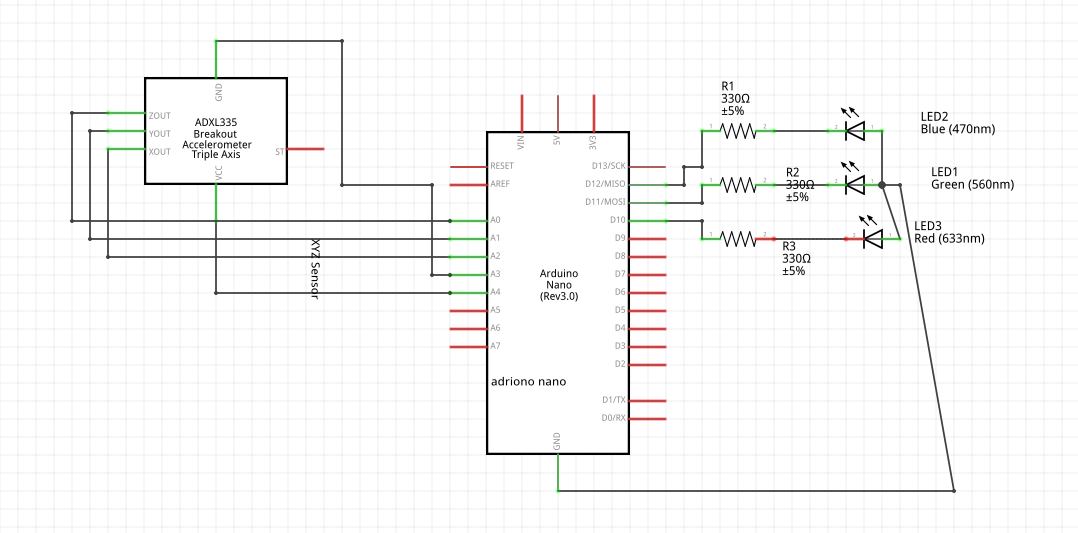 GND
ZOUT
YOUT
XOUT
ADXL335
Breakout
Accelerometer
Triple Axis
ST
VCC
XYZ Sensor
VIN
5V
3V3
RESET
AREF
A0
A1
A2
A3
A4
A5
A6
A7
D13/SCK
D12/MISO
D11/MOSI
D10
D9
D8
D7
D6
D5
D4
D3
D2
D1/TX
D0/RX
Arduino
Nano
(Rev3.0)
adriono nano
GND
R1
330Ω
±5%
1
2
2
1
LED2
Blue (470nm)
R2
330Ω
±5%
1
2
2
1
LED1
Green (560nm)
1
2
2
1
LED3
Red (633nm)
R3
330Ω
±5%